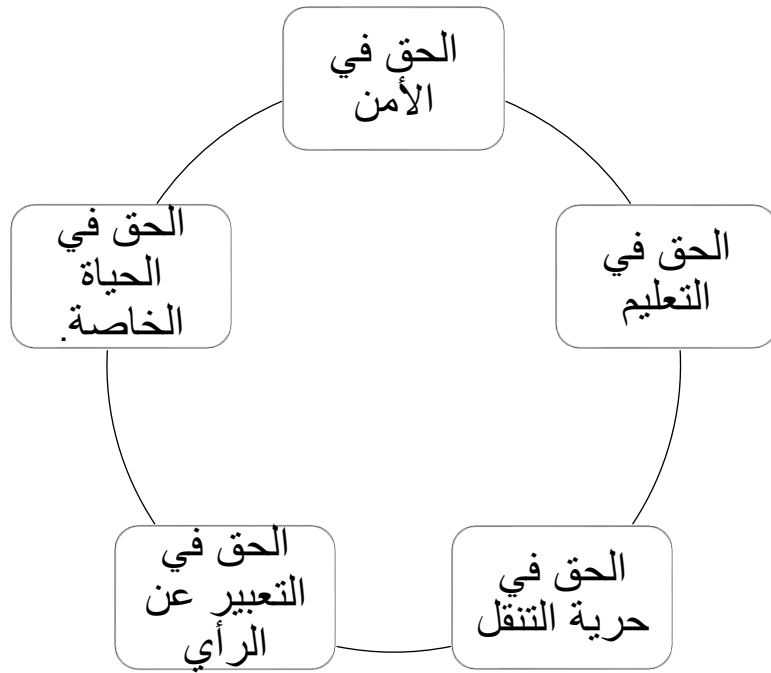 الحق في
الأمن
الحق في
التعليم
الحق في
حرية التنقل
الحق في
التعبير عن
الرأي
الحق في
الحياة
الخاصة.